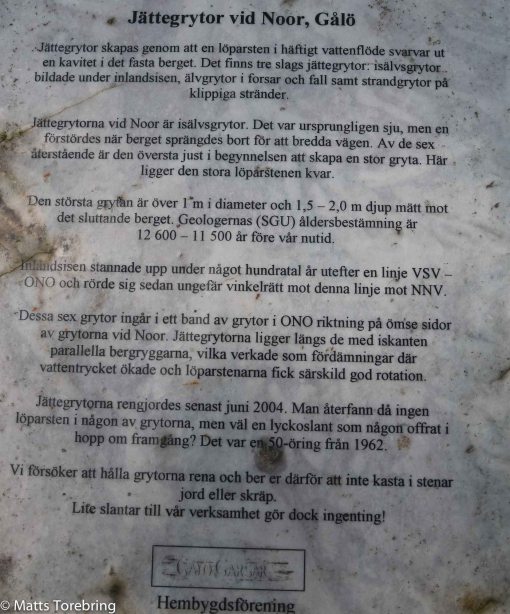 Jättegrytor vid Noor, Gålö
Jättegrytor skapas genom att en löparsten i häftigt vattenflöde svarvar ut
en kavitet i det fasta berget. Det finns tre slags jättegrytor: isälvsgrytor
bildade under inlandsisen, älvgrytor i forsar och fall samt strandgrytor på
klippiga stränder.
Jättegrytorna vid Noor är isälvsgrytor. Det var ursprungligen sju, men en
förstördes när berget sprängdes bort för att bredda vägen. Av de sex
återstående är den översta just i begynnelsen att skapa en stor gryta. Här
ligger den stora löparstenen kvar.
Den största grytan är över 1 m i diameter och 1,5 – 2,0 m djup mätt mot
det sluttande berget. Geologernas (SGU) åldersbestämning är
12 600 – 11 500 år före vår nutid.
Inlandsisen stannade upp under något hundratal år utefter en linje VSV –
ONO och rörde sig sedan ungefär vinkelrätt mot denna linje mot NNV.
Dessa sex grytor ingår i ett band av grytor i ONO riktning på ömse sidor
av grytorna vid Noor. Jättegrytorna ligger längs de med iskanten
parallella bergryggarna, vilka verkade som fördämningar där
vattentrycket ökade och löparstenarna fick särskild god rotation.
Jättegrytorna rengjordes senast juni 2004. Man återfann då ingen
löparsten i någon av grytorna, men väl en lyckoslant som någon offrat i
hopp om framgång? Det var en 50-öring från 1962.
Vi försöker att hålla grytorna rena och ber er därför att inte kasta i stenar
jord eller skräp.
Lite slantar till vår verksamhet gör dock ingenting!
Hembygdsförening
© Matts Torebring